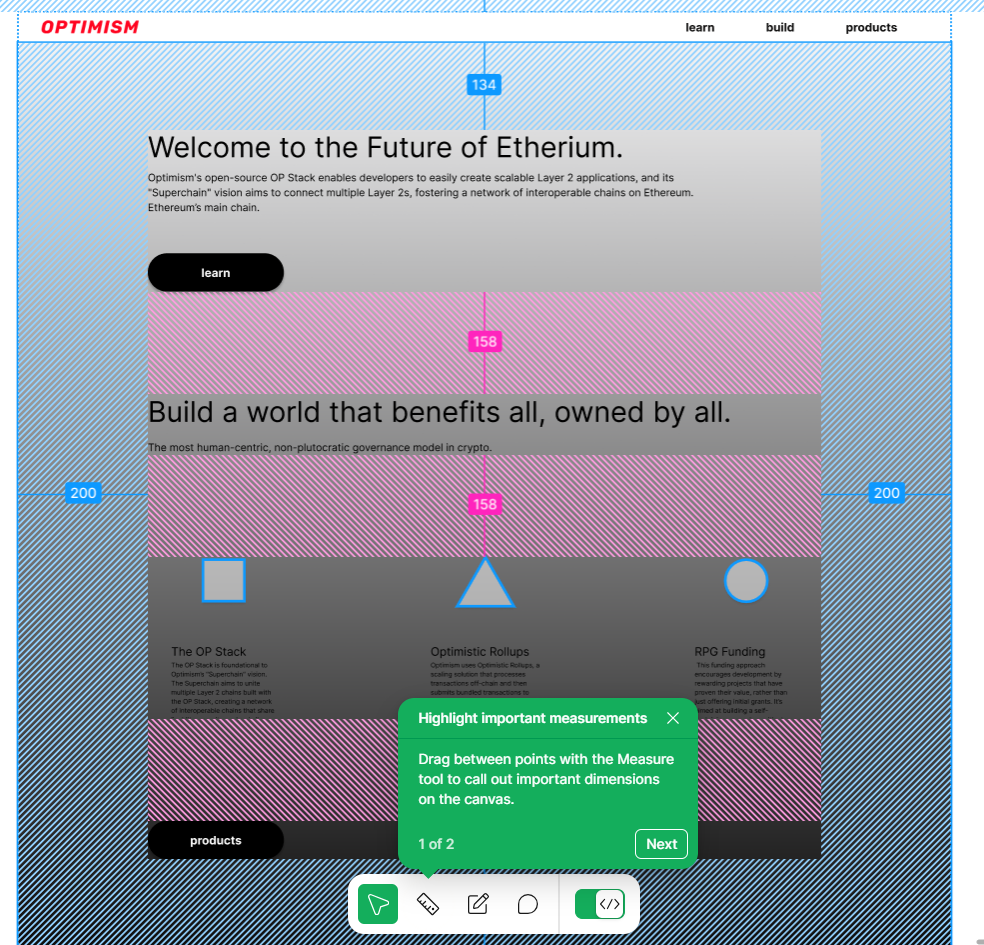 OPTIMISM
learn
build
products
134
Welcome to the Future of Etherium.
Optimism's open-source OP Stack enables developers to easily create scalable Layer 2 applications, and its
"Superchain" vision aims to connect multiple Layer 2s, fostering a network of interoperable chains on Ethereum.
Ethereum's main chain.
learn
158
Build a world that benefits all, owned by all.
The most human-centric, non-plutocratic governance model in crypto.
200
200
158
The OP Stack
The OP Stack is foundational to
Optimism's "Superchain" vision.
The Superchain aims to unite
multiple Layer 2 chains built with
the OP Stack, creating a network
of interoperable chains that share
Optimistic Rollups
Optimism uses Optimistic Rollups, a
scaling solution that processes
transactions off-chain and then
submits bundled transactions to
RPG Funding
This funding approach
encourages development by
rewarding projects that have
proven their value, rather than
just offering initial grants. It's
aimed at building a self-
Highlight important measurements
Drag between points with the Measure
tool to call out important dimensions
on the canvas.
1 of 2
Next
products